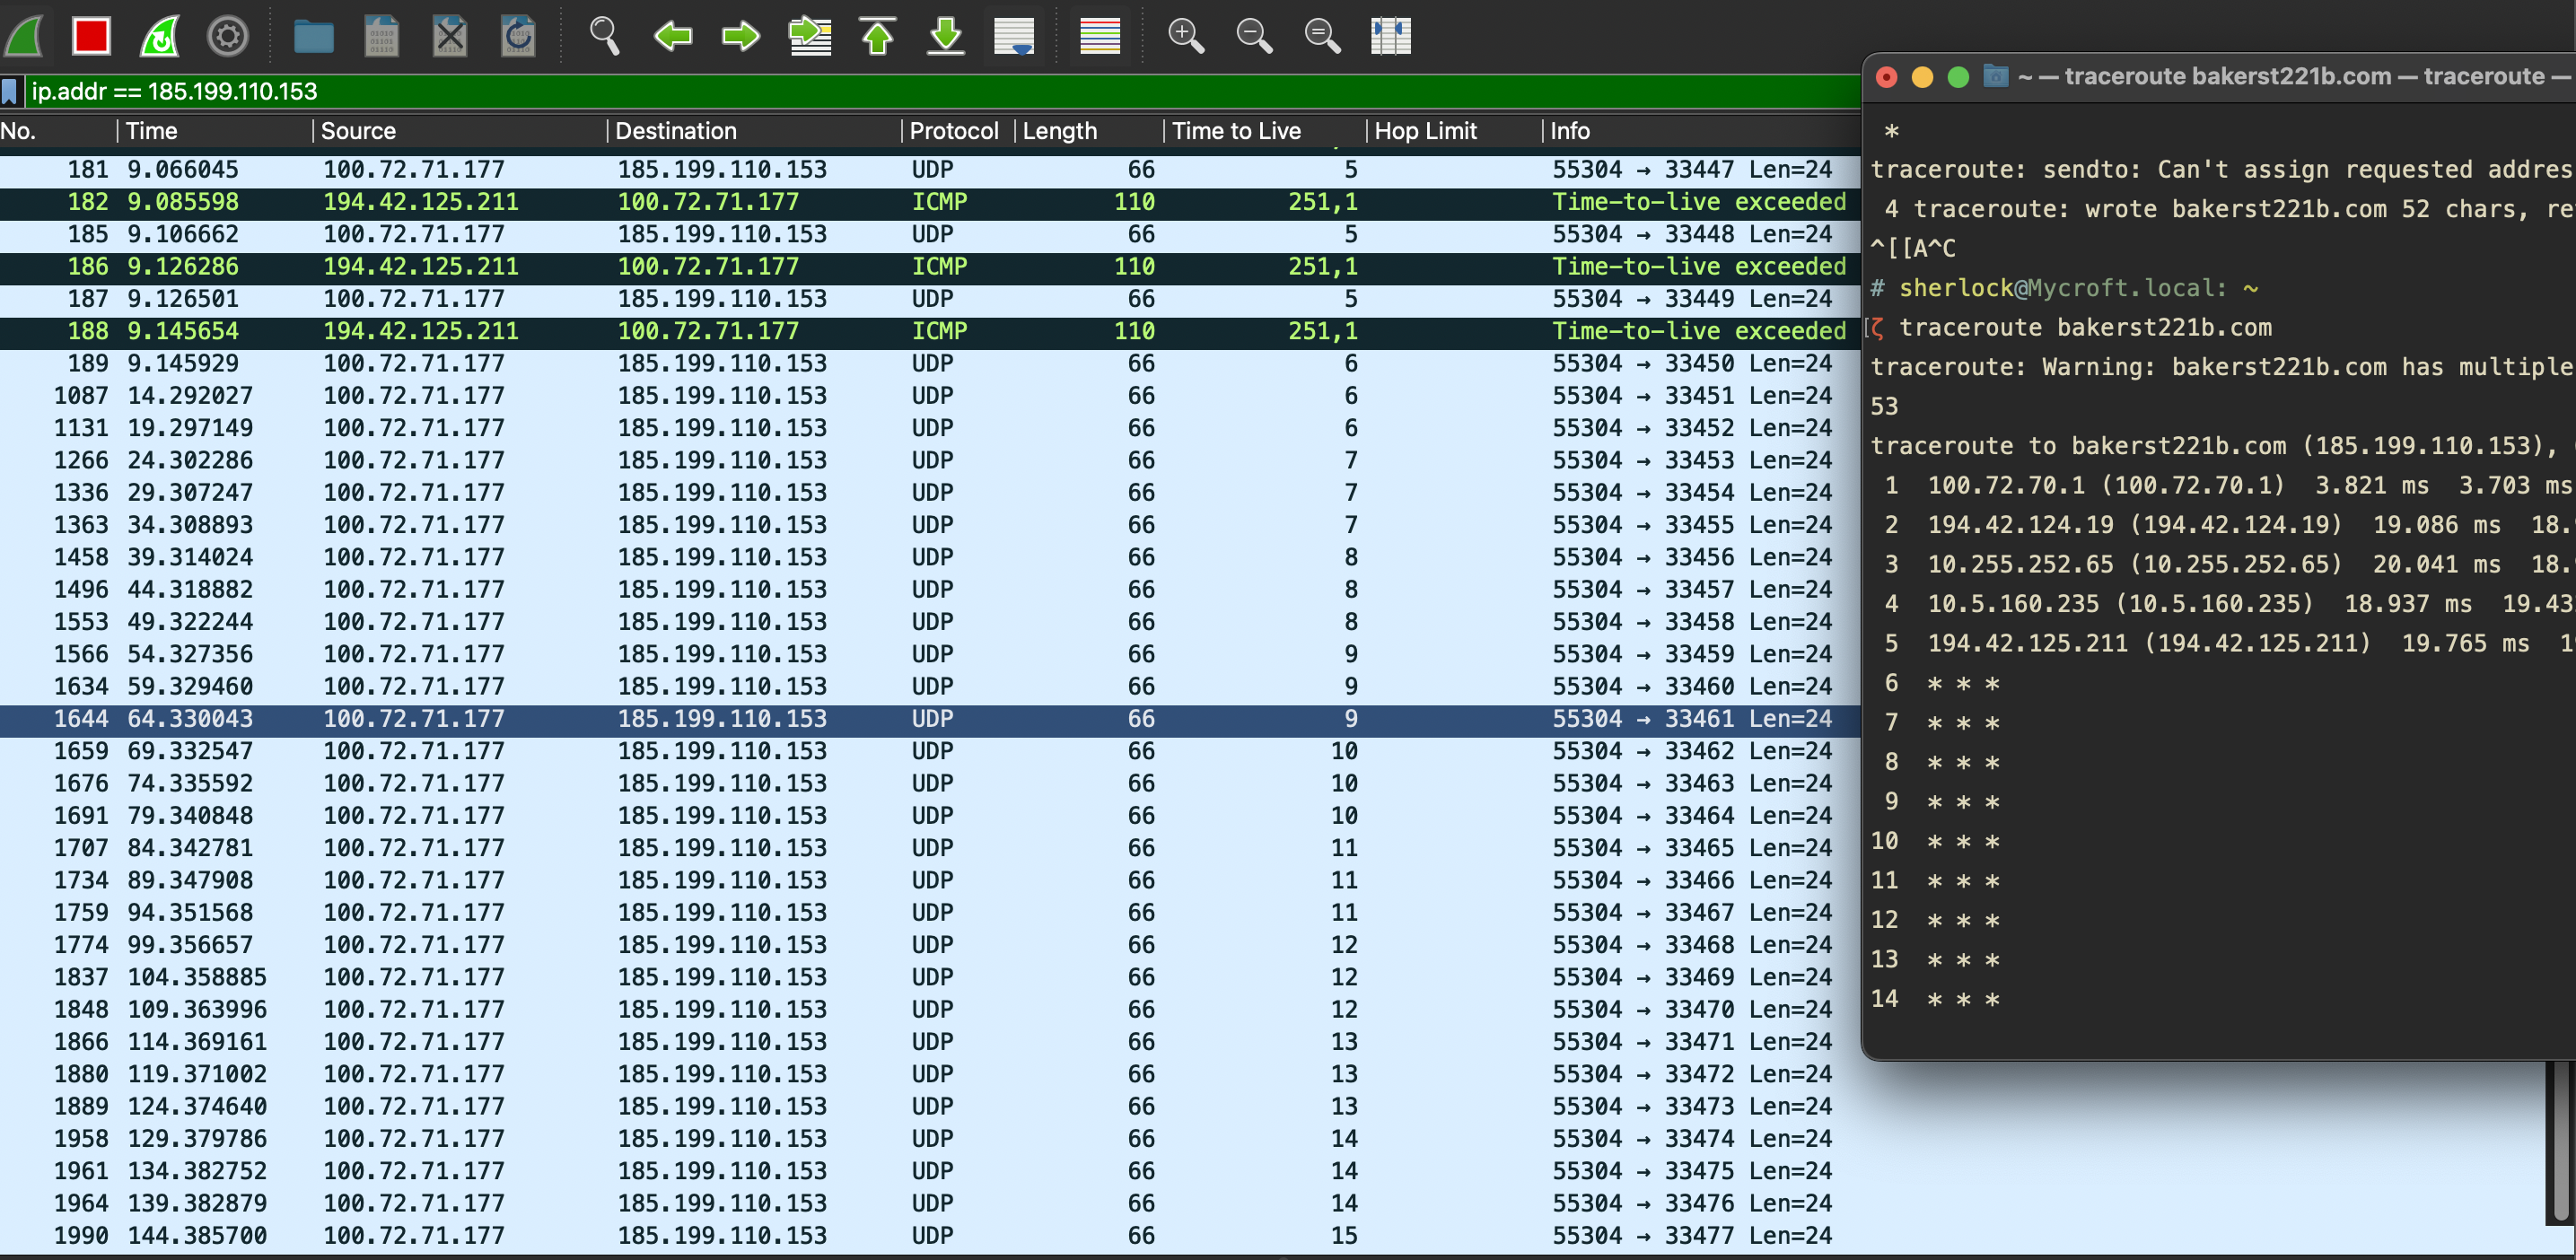 ip.addr == 185.199.110.153
No. Time Source Destination Protocol Length Time to Live Hop Limit Info
181 9.066045 100.72.71.177 185.199.110.153 UDP 66 5 55304 → 33447 Len=24
182 9.085598 194.42.125.211 100.72.71.177 ICMP 110 251,1 Time-to-live exceeded
185 9.106662 100.72.71.177 185.199.110.153 UDP 66 5 55304 → 33448 Len=24
186 9.126286 194.42.125.211 100.72.71.177 ICMP 110 251,1 Time-to-live exceeded
187 9.126501 100.72.71.177 185.199.110.153 UDP 66 5 55304 → 33449 Len=24
188 9.145654 194.42.125.211 100.72.71.177 ICMP 110 251,1 Time-to-live exceeded
189 9.145929 100.72.71.177 185.199.110.153 UDP 66 6 55304 → 33450 Len=24
1087 14.292027 100.72.71.177 185.199.110.153 UDP 66 6 55304 → 33451 Len=24
1131 19.297149 100.72.71.177 185.199.110.153 UDP 66 6 55304 → 33452 Len=24
1266 24.302286 100.72.71.177 185.199.110.153 UDP 66 7 55304 → 33453 Len=24
1336 29.307247 100.72.71.177 185.199.110.153 UDP 66 7 55304 → 33454 Len=24
1363 34.308893 100.72.71.177 185.199.110.153 UDP 66 7 55304 → 33455 Len=24
1458 39.314024 100.72.71.177 185.199.110.153 UDP 66 8 55304 → 33456 Len=24
1496 44.318882 100.72.71.177 185.199.110.153 UDP 66 8 55304 → 33457 Len=24
1553 49.322244 100.72.71.177 185.199.110.153 UDP 66 8 55304 → 33458 Len=24
1566 54.327356 100.72.71.177 185.199.110.153 UDP 66 9 55304 → 33459 Len=24
1634 59.329460 100.72.71.177 185.199.110.153 UDP 66 9 55304 → 33460 Len=24
1644 64.330043 100.72.71.177 185.199.110.153 UDP 66 9 55304 → 33461 Len=24
1659 69.332547 100.72.71.177 185.199.110.153 UDP 66 10 55304 → 33462 Len=24
1676 74.335592 100.72.71.177 185.199.110.153 UDP 66 10 55304 → 33463 Len=24
1691 79.340848 100.72.71.177 185.199.110.153 UDP 66 10 55304 → 33464 Len=24
1707 84.342781 100.72.71.177 185.199.110.153 UDP 66 11 55304 → 33465 Len=24
1734 89.347908 100.72.71.177 185.199.110.153 UDP 66 11 55304 → 33466 Len=24
1759 94.351568 100.72.71.177 185.199.110.153 UDP 66 11 55304 → 33467 Len=24
1774 99.356657 100.72.71.177 185.199.110.153 UDP 66 12 55304 → 33468 Len=24
1837 104.358885 100.72.71.177 185.199.110.153 UDP 66 12 55304 → 33469 Len=24
1848 109.363996 100.72.71.177 185.199.110.153 UDP 66 12 55304 → 33470 Len=24
1866 114.369161 100.72.71.177 185.199.110.153 UDP 66 13 55304 → 33471 Len=24
1880 119.371002 100.72.71.177 185.199.110.153 UDP 66 13 55304 → 33472 Len=24
1889 124.374640 100.72.71.177 185.199.110.153 UDP 66 13 55304 → 33473 Len=24
1958 129.379786 100.72.71.177 185.199.110.153 UDP 66 14 55304 → 33474 Len=24
1961 134.382752 100.72.71.177 185.199.110.153 UDP 66 14 55304 → 33475 Len=24
1964 139.382879 100.72.71.177 185.199.110.153 UDP 66 14 55304 → 33476 Len=24
1990 144.385700 100.72.71.177 185.199.110.153 UDP 66 15 55304 → 33477 Len=24
~ — traceroute bakerst221b.com — traceroute —
*
traceroute: sendto: Can't assign requested addres
4 traceroute: wrote bakerst221b.com 52 chars, re
^[[A^C
# sherlock@Mycroft.local: ~
[ζ traceroute bakerst221b.com
traceroute: Warning: bakerst221b.com has multiple
53
traceroute to bakerst221b.com (185.199.110.153),
1 100.72.70.1 (100.72.70.1) 3.821 ms 3.703 ms
2 194.42.124.19 (194.42.124.19) 19.086 ms 18.
3 10.255.252.65 (10.255.252.65) 20.041 ms 18.
4 10.5.160.235 (10.5.160.235) 18.937 ms 19.43
5 194.42.125.211 (194.42.125.211) 19.765 ms 1
6 * * *
7 * * *
8 * * *
9 * * *
10 * * *
11 * * *
12 * * *
13 * * *
14 * * *